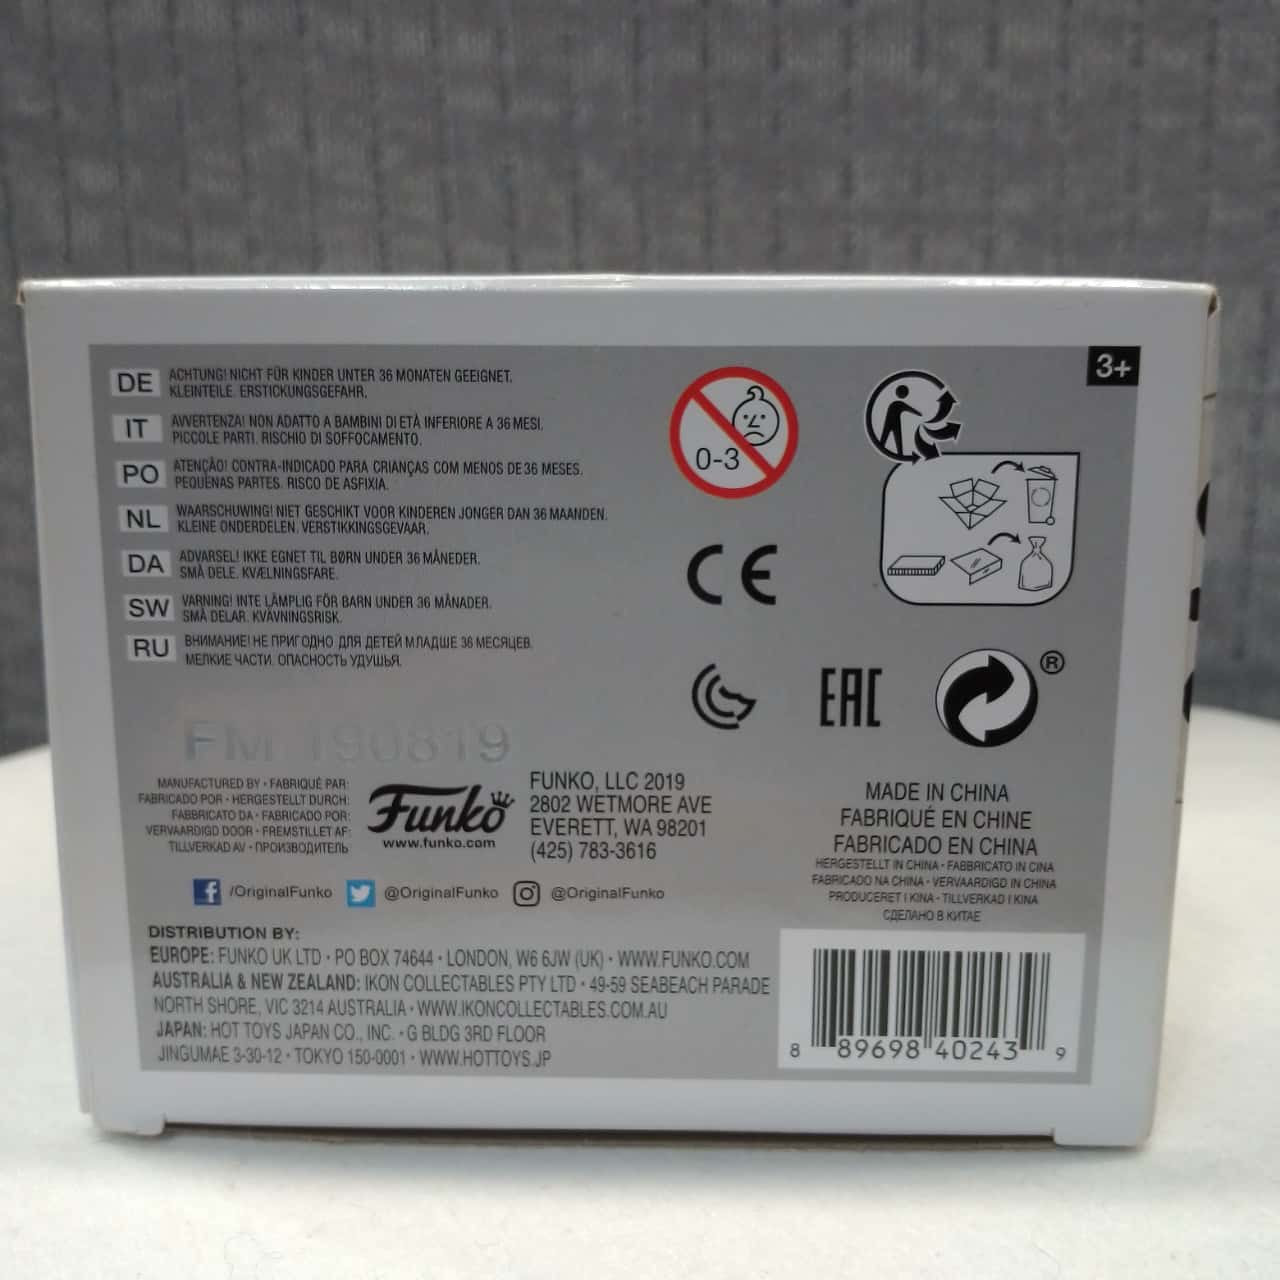 3+
DE ACHTUNG! NICHT FÜR KINDER UNTER 36 MONATEN GEEIGNET.
KLEINTEILE. ERSTICKUNGSGEFAHR.
IT AVVERTENZA! NON ADATTO A BAMBINI DI ETÀ INFERIORE A 36 MESI.
PICCOLE PARTI. RISCHIO DI SOFFOCAMENTO.
PO ATENÇÃO! CONTRA-INDICADO PARA CRIANÇAS COM MENOS DE 36 MESES.
PEQUENAS PARTES. RISCO DE ASFIXIA.
NL WAARSCHUWING! NIET GESCHIKT VOOR KINDEREN JONGER DAN 36 MAANDEN.
KLEINE ONDERDELEN. VERSTIKKINGSGEVAAR.
DA ADVARSEL! IKKE EGNET TIL BØRN UNDER 36 MÅNEDER.
SMÅ DELE. KVÆLNINGSFARE.
SW VARNING! INTE LÄMPLIG FÖR BARN UNDER 36 MÅNADER.
SMÅ DELAR. KVÄVNINGSRISK.
RU ВНИМАНИЕ! НЕ ПРИГОДНО ДЛЯ ДЕТЕЙ МЛАДШЕ 36 МЕСЯЦЕВ.
МЕЛКИЕ ЧАСТИ. ОПАСНОСТЬ УДУШЬЯ.
0-3
CE
EAC
®
FM 190819
MANUFACTURED BY • FABRIQUÉ PAR:
FABRICADO POR • HERGESTELLT DURCH:
FABBRICATO DA • FABRICADO POR:
VERVAARDIGD DOOR • FREMSTILLET AF:
TILLVERKAD AV • ПРОИЗВОДИТЕЛЬ
Funko
www.funko.com
FUNKO, LLC 2019
2802 WETMORE AVE
EVERETT, WA 98201
(425) 783-3616
/OriginalFunko @OriginalFunko @OriginalFunko
MADE IN CHINA
FABRIQUÉ EN CHINE
FABRICADO EN CHINA
HERGESTELLT IN CHINA • FABBRICATO IN CINA
FABRICADO NA CHINA • VERVAARDIGD IN CHINA
PRODUCERET I KINA • TILLVERKAD I KINA
СДЕЛАНО В КИТАЕ
DISTRIBUTION BY:
EUROPE: FUNKO UK LTD • PO BOX 74644 • LONDON, W6 6JW (UK) • WWW.FUNKO.COM
AUSTRALIA & NEW ZEALAND: IKON COLLECTABLES PTY LTD • 49-59 SEABEACH PARADE
NORTH SHORE, VIC 3214 AUSTRALIA • WWW.IKONCOLLECTABLES.COM.AU
JAPAN: HOT TOYS JAPAN CO., INC. • G BLDG 3RD FLOOR
JINGUMAE 3-30-12 • TOKYO 150-0001 • WWW.HOTTOYS.JP
8 89698 40243 9